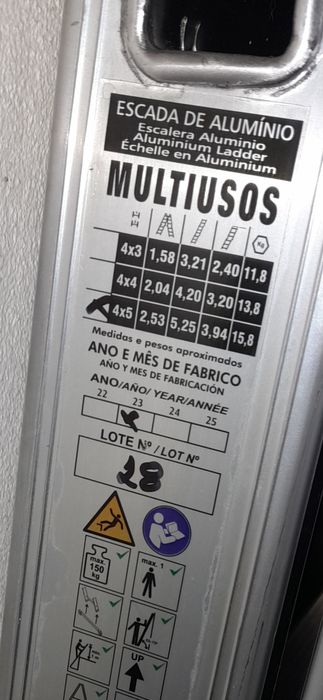 ESCADA DE ALUMÍNIO
Escalera Aluminio
Aluminium Ladder
Échelle en Aluminium
MULTIUSOS
Kg
4x3 1,58 3,21 2,40 11,8
4x4 2,04 4,20 3,20 13,8
4x5 2,53 5,25 3,94 15,8
Medidas e pesos aproximados
ANO E MÊS DE FABRICO
AÑO Y MES DE FABRICACIÓN
ANO/AÑO/YEAR/ANNÉE
22 23 24 25
X
LOTE Nº / LOT Nº
18
max. 150 kg
max. 1
UP